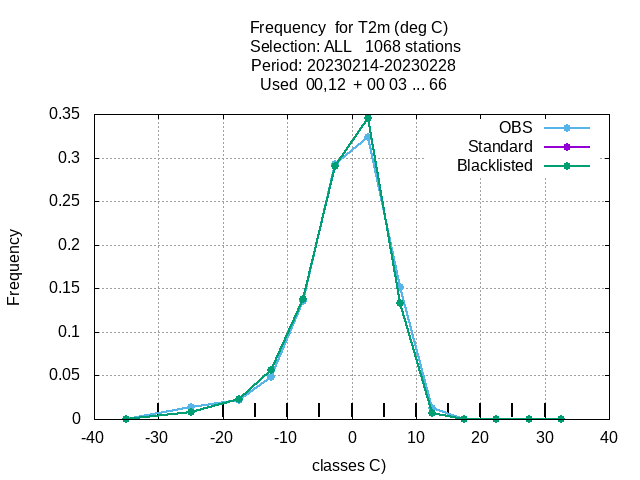 Frequency  for T2m (deg C)
Selection: ALL   1068 stations
Period: 20230214-20230228
Used  00,12  + 00 03 ... 66
OBS
Standard
Blacklisted
Frequency
0.35
0.3
0.25
0.2
0.15
0.1
0.05
0
-40 -30 -20 -10 0 10 20 30 40
classes C)